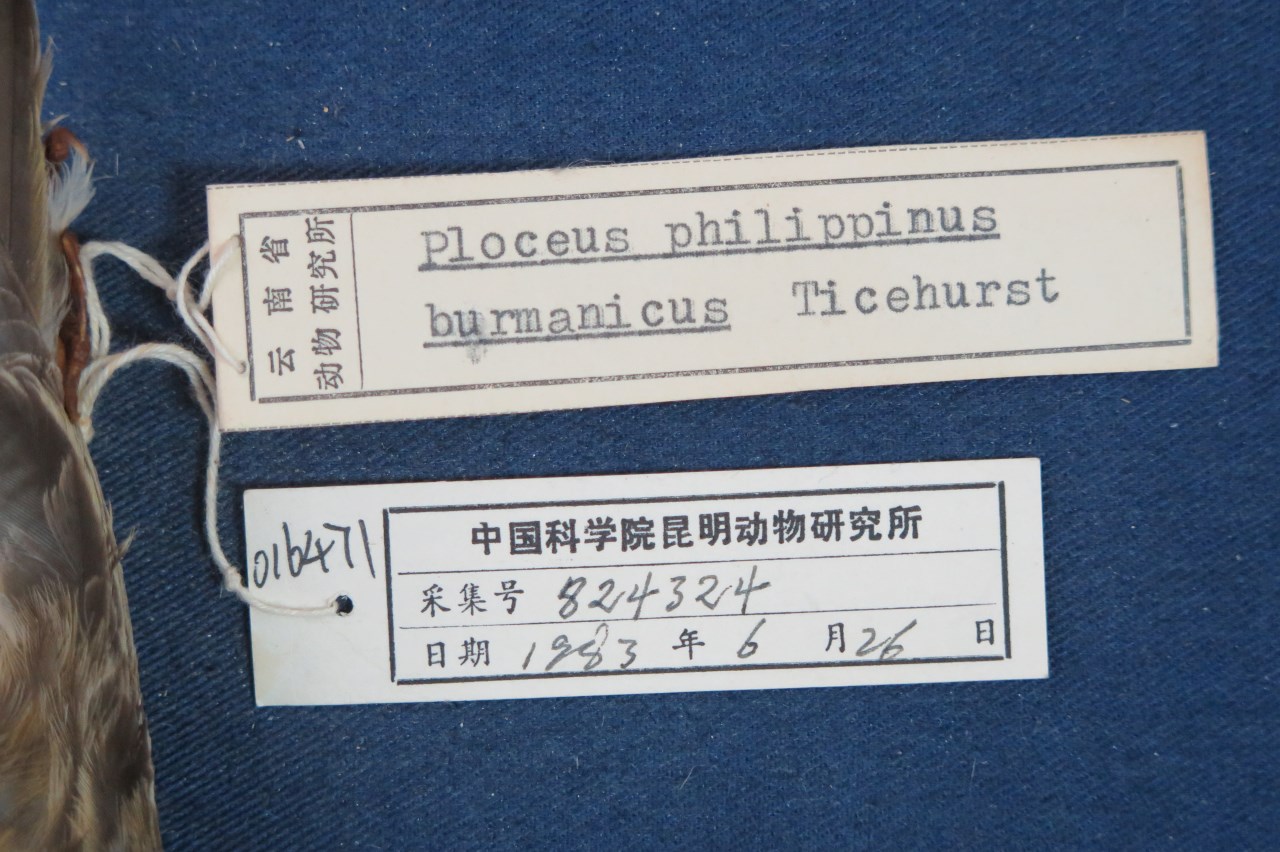 云南省
动物研究所
Ploceus philippinus
burmanicus Ticehurst
016471
中国科学院昆明动物研究所
采集号 824324
日期 1983 年 6 月 26 日